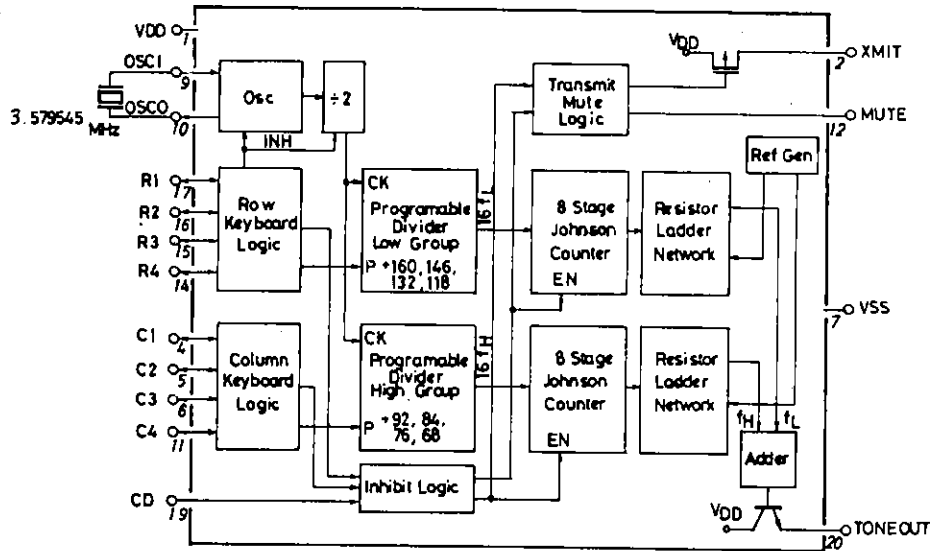 VDD
1
OSCI
9
OSCO
10
3.579545
MHz
Osc
÷2
INH
VDD
XMIT
2
Transmit
Mute
Logic
MUTE
12
Ref Gen
R1
17
R2
16
R3
15
R4
14
Row
Keyboard
Logic
CK
Programable
Divider
Low Group
P ÷160, 146,
132, 118
16fL
8 Stage
Johnson
Counter
EN
Resistor
Ladder
Network
VSS
7
C1
4
C2
5
C3
6
C4
11
Column
Keyboard
Logic
CK
Programable
Divider
High Group
P ÷92, 84,
76, 68
16fH
8 Stage
Johnson
Counter
EN
Resistor
Ladder
Network
fH
fL
Adder
CD
19
Inhibit Logic
VDD
TONEOUT
20